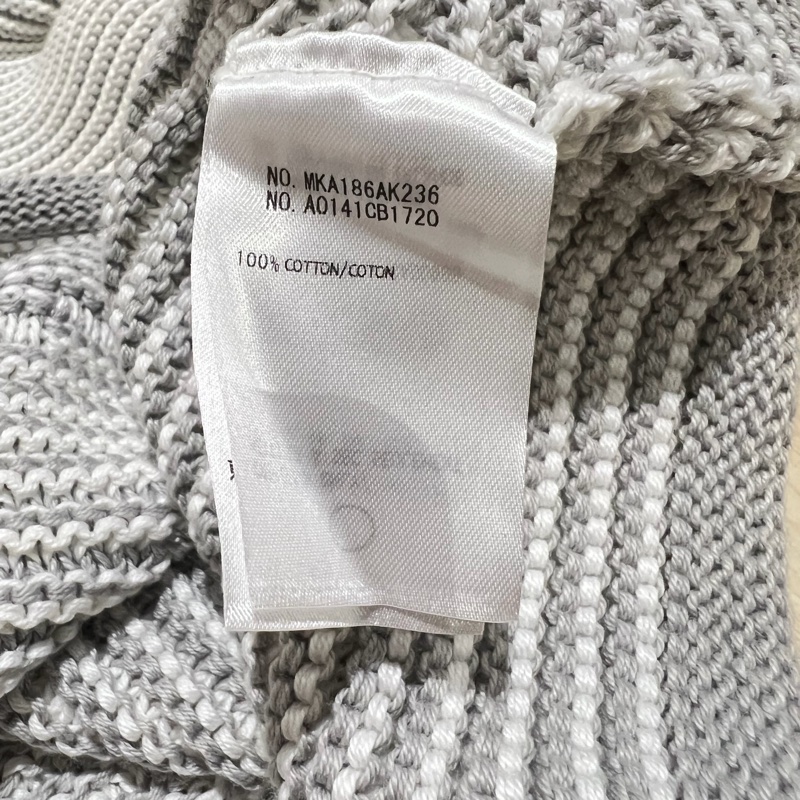 NO. MKA186AK236
NO. A0141CB1720
100% COTTON/COTON